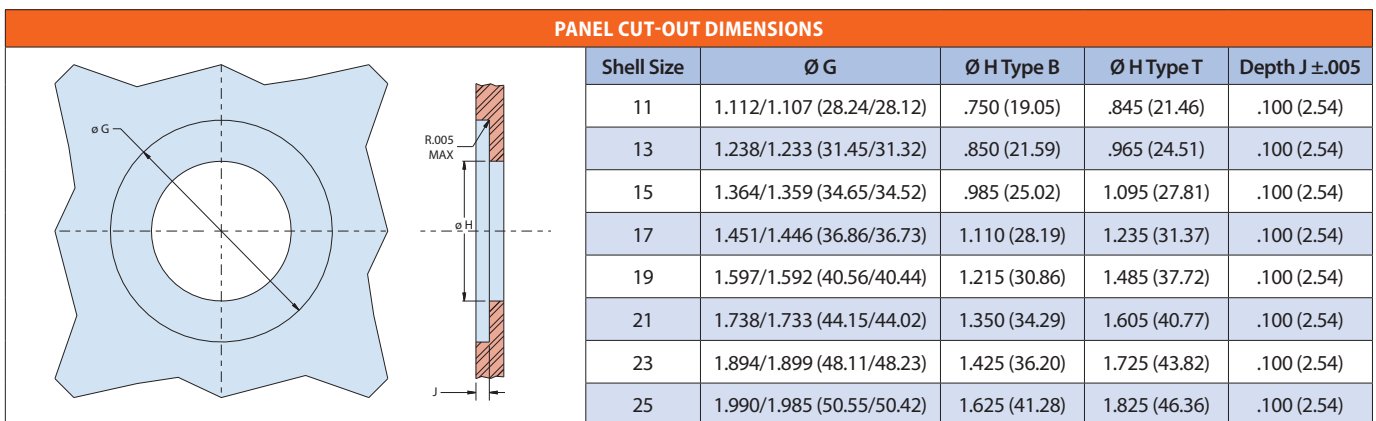 PANEL CUT-OUT DIMENSIONS
ø G
R.005
MAX
ø H
J
Shell Size Ø G Ø H Type B Ø H Type T Depth J ±.005
11 1.112/1.107 (28.24/28.12) .750 (19.05) .845 (21.46) .100 (2.54)
13 1.238/1.233 (31.45/31.32) .850 (21.59) .965 (24.51) .100 (2.54)
15 1.364/1.359 (34.65/34.52) .985 (25.02) 1.095 (27.81) .100 (2.54)
17 1.451/1.446 (36.86/36.73) 1.110 (28.19) 1.235 (31.37) .100 (2.54)
19 1.597/1.592 (40.56/40.44) 1.215 (30.86) 1.485 (37.72) .100 (2.54)
21 1.738/1.733 (44.15/44.02) 1.350 (34.29) 1.605 (40.77) .100 (2.54)
23 1.894/1.899 (48.11/48.23) 1.425 (36.20) 1.725 (43.82) .100 (2.54)
25 1.990/1.985 (50.55/50.42) 1.625 (41.28) 1.825 (46.36) .100 (2.54)